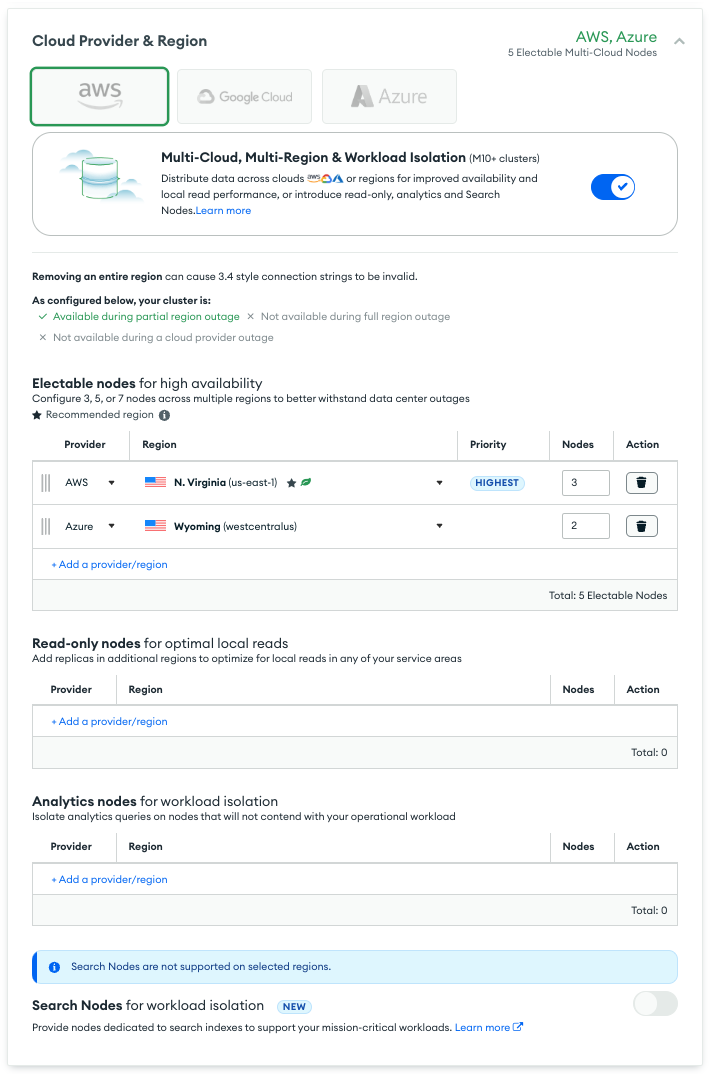 Cloud Provider & Region
AWS, Azure
5 Electable Multi-Cloud Nodes
aws
Google Cloud
Azure
Multi-Cloud, Multi-Region & Workload Isolation (M10+ clusters)
Distribute data across clouds aws or regions for improved availability and
local read performance, or introduce read-only, analytics and Search
Nodes.Learn more
Removing an entire region can cause 3.4 style connection strings to be invalid.
As configured below, your cluster is:
✓ Available during partial region outage × Not available during full region outage
× Not available during a cloud provider outage
Electable nodes for high availability
Configure 3, 5, or 7 nodes across multiple regions to better withstand data center outages
★ Recommended region
Provider Region Priority Nodes Action
AWS N. Virginia (us-east-1) ★ HIGHEST 3
Azure Wyoming (westcentralus) 2
+ Add a provider/region
Total: 5 Electable Nodes
Read-only nodes for optimal local reads
Add replicas in additional regions to optimize for local reads in any of your service areas
Provider Region Nodes Action
+ Add a provider/region
Total: 0
Analytics nodes for workload isolation
Isolate analytics queries on nodes that will not contend with your operational workload
Provider Region Nodes Action
+ Add a provider/region
Total: 0
Search Nodes are not supported on selected regions.
Search Nodes for workload isolation NEW
Provide nodes dedicated to search indexes to support your mission-critical workloads. Learn more